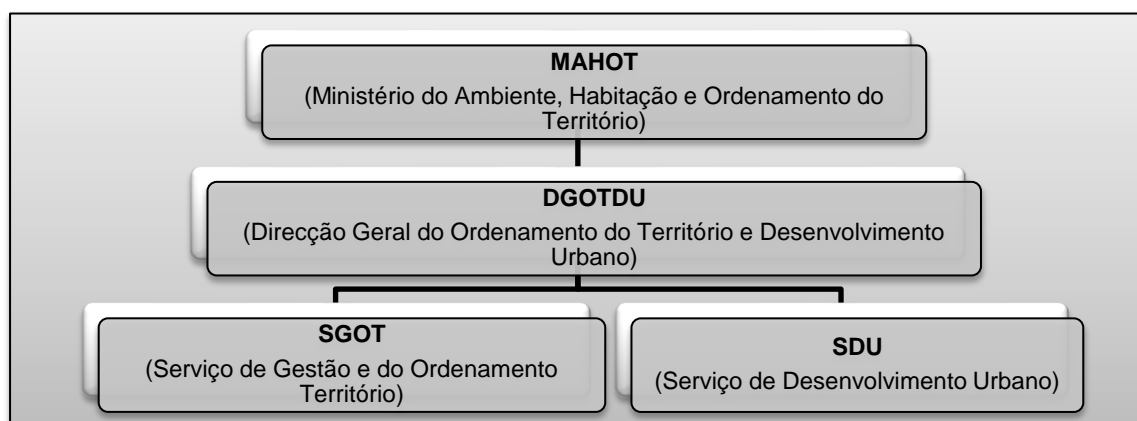 MAHOT
(Ministério do Ambiente, Habitação e Ordenamento do
Território)
DGOTDU
(Direcção Geral do Ordenamento do Território e Desenvolvimento
Urbano)
SGOT
(Serviço de Gestão e do Ordenamento
Território)
SDU
(Serviço de Desenvolvimento Urbano)